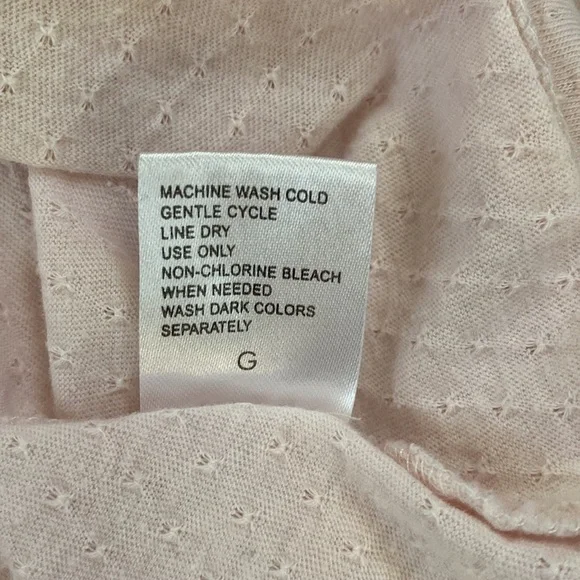 MACHINE WASH COLD
GENTLE CYCLE
LINE DRY
USE ONLY
NON-CHLORINE BLEACH
WHEN NEEDED
WASH DARK COLORS
SEPARATELY
G